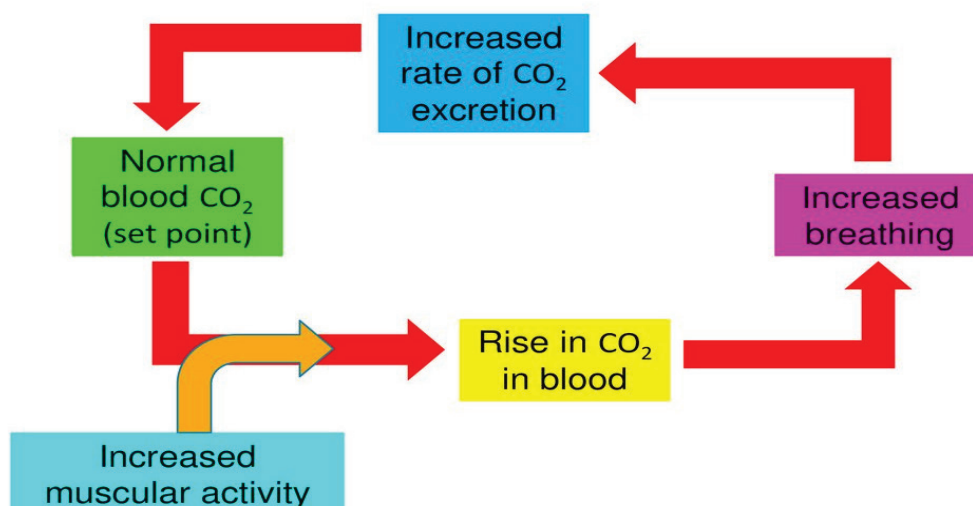 Increased
rate of CO₂
excretion
Normal
blood CO₂
(set point)
Increased
breathing
Rise in CO₂
in blood
Increased
muscular activity